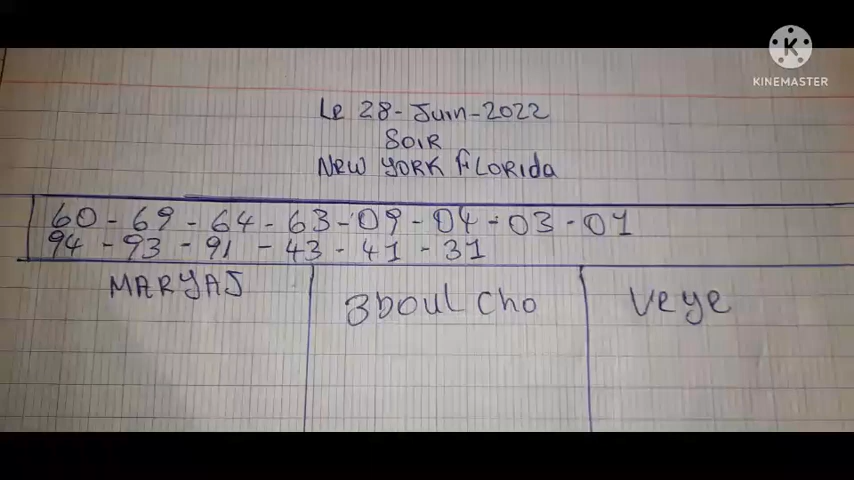 KINEMASTER
Le 28-Juin-2022
SOIR
NEW YORK FLORIDA
60-69-64-63-09-04-03-01
94-93-91-43-41-31
MARYAJ
3boul cho
veye